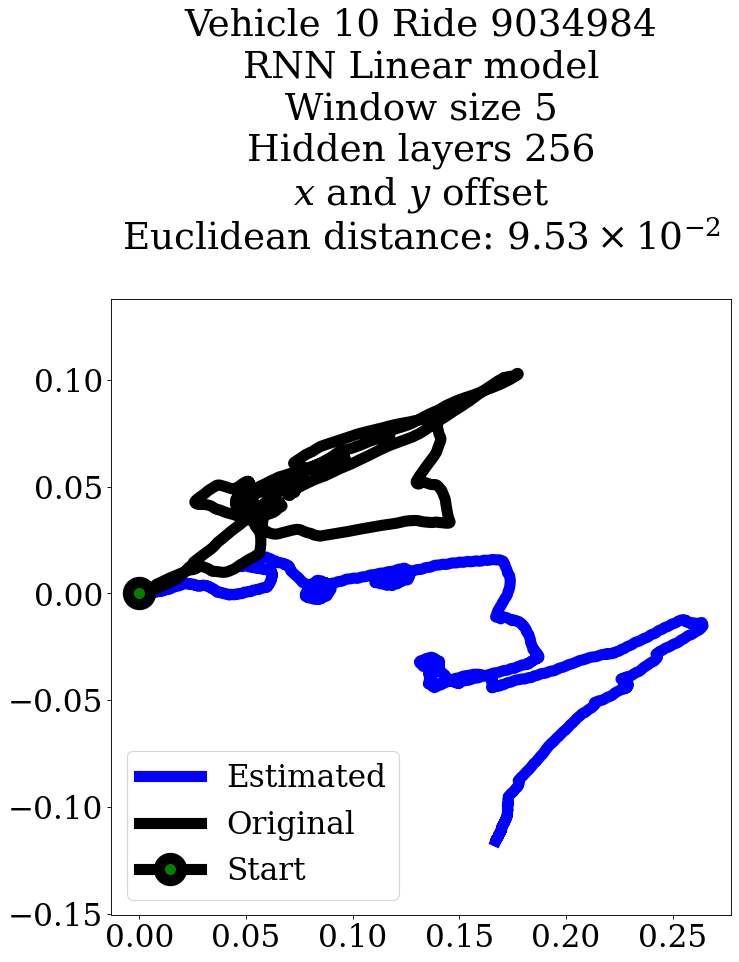 Vehicle 10 Ride 9034984
RNN Linear model
Window size 5
Hidden layers 256
x and y offset
Euclidean distance: 9.53 × 10⁻²
0.10
0.05
0.00
−0.05
−0.10
−0.15
Estimated
Original
Start
0.00 0.05 0.10 0.15 0.20 0.25